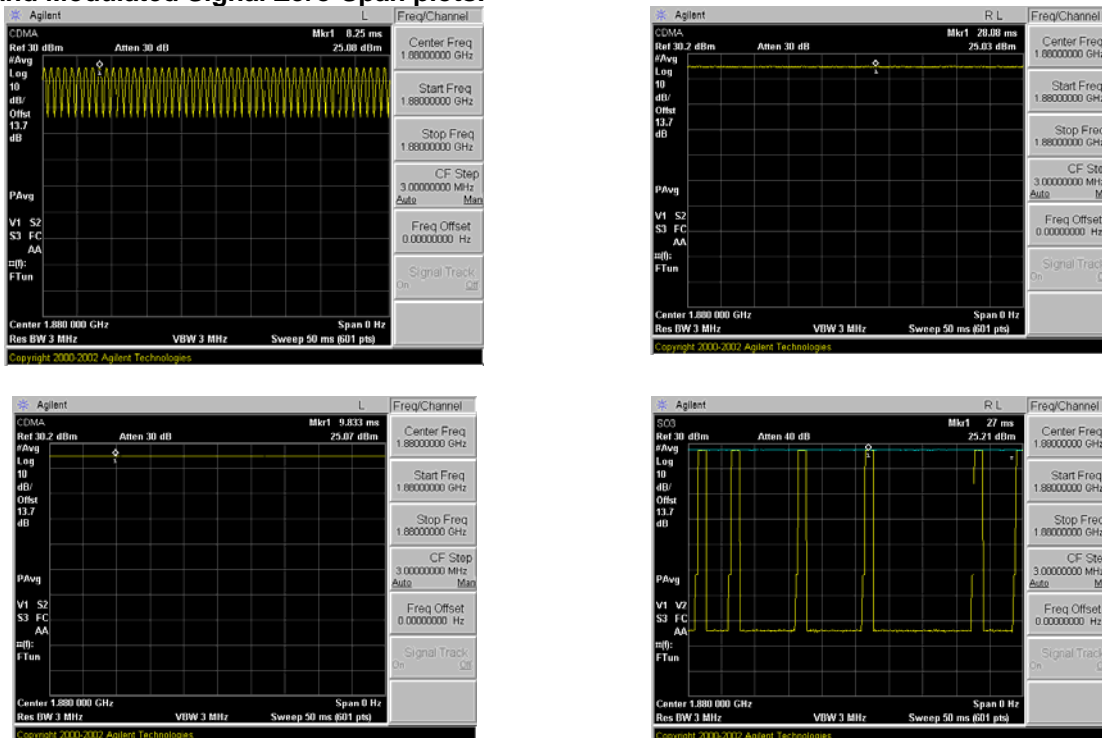 and Modulated Signal Zero Span plots.
Agilent L Freq/Channel
CDMA Mkr1 8.25 ms
Ref 30 dBm Atten 30 dB 25.08 dBm
#Avg
Log
10
dB/
Offst
13.7
dB
PAvg
V1 S2
S3 FC
AA
¤(f):
FTun
1
Center 1.880 000 GHz Span 0 Hz
Res BW 3 MHz VBW 3 MHz Sweep 50 ms (601 pts)
Copyright 2000-2002 Agilent Technologies
Center Freq
1.88000000 GHz
Start Freq
1.88000000 GHz
Stop Freq
1.88000000 GHz
CF Step
3.00000000 MHz
Auto Man
Freq Offset
0.00000000 Hz
Signal Track
On Off
Agilent R L Freq/Channel
CDMA Mkr1 28.08 ms
Ref 30.2 dBm Atten 30 dB 25.03 dBm
#Avg
Log
10
dB/
Offst
13.7
dB
PAvg
V1 S2
S3 FC
AA
¤(f):
FTun
1
Center 1.880 000 GHz Span 0 Hz
Res BW 3 MHz VBW 3 MHz Sweep 50 ms (601 pts)
Copyright 2000-2002 Agilent Technologies
Center Freq
1.88000000 GHz
Start Freq
1.88000000 GHz
Stop Freq
1.88000000 GHz
CF Ste
3.00000000 MHz
Auto M
Freq Offset
0.00000000 Hz
Signal Track
On O
Agilent L Freq/Channel
CDMA Mkr1 9.833 ms
Ref 30.2 dBm Atten 30 dB 25.07 dBm
#Avg
Log
10
dB/
Offst
13.7
dB
PAvg
V1 S2
S3 FC
AA
¤(f):
FTun
1
Center 1.880 000 GHz Span 0 Hz
Res BW 3 MHz VBW 3 MHz Sweep 50 ms (601 pts)
Copyright 2000-2002 Agilent Technologies
Center Freq
1.88000000 GHz
Start Freq
1.88000000 GHz
Stop Freq
1.88000000 GHz
CF Step
3.00000000 MHz
Auto Man
Freq Offset
0.00000000 Hz
Signal Track
On Off
Agilent R L Freq/Channel
SO3 Mkr1 27 ms
Ref 30 dBm Atten 40 dB 25.21 dBm
#Avg
Log
10
dB/
Offst
13.7
dB
PAvg
V1 V2
S3 FC
AA
¤(f):
FTun
1
Center 1.880 000 GHz Span 0 Hz
Res BW 3 MHz VBW 3 MHz Sweep 50 ms (601 pts)
Copyright 2000-2002 Agilent Technologies
Center Freq
1.88000000 GHz
Start Freq
1.88000000 GHz
Stop Freq
1.88000000 GHz
CF Ste
3.00000000 MHz
Auto M
Freq Offset
0.00000000 Hz
Signal Track
On O